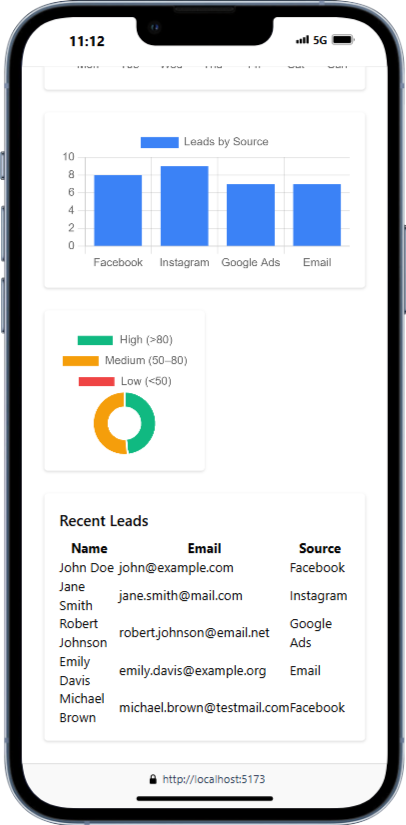 11:12 5G
Mon Tue Wed Thu Fri Sat Sun
Leads by Source
10
8
6
4
2
0
Facebook Instagram Google Ads Email
High (>80)
Medium (50–80)
Low (<50)
Recent Leads
Name Email Source
John Doe john@example.com Facebook
Jane Smith jane.smith@mail.com Instagram
Robert Johnson robert.johnson@email.net Google Ads
Emily Davis emily.davis@example.org Email
Michael Brown michael.brown@testmail.com Facebook
http://localhost:5173